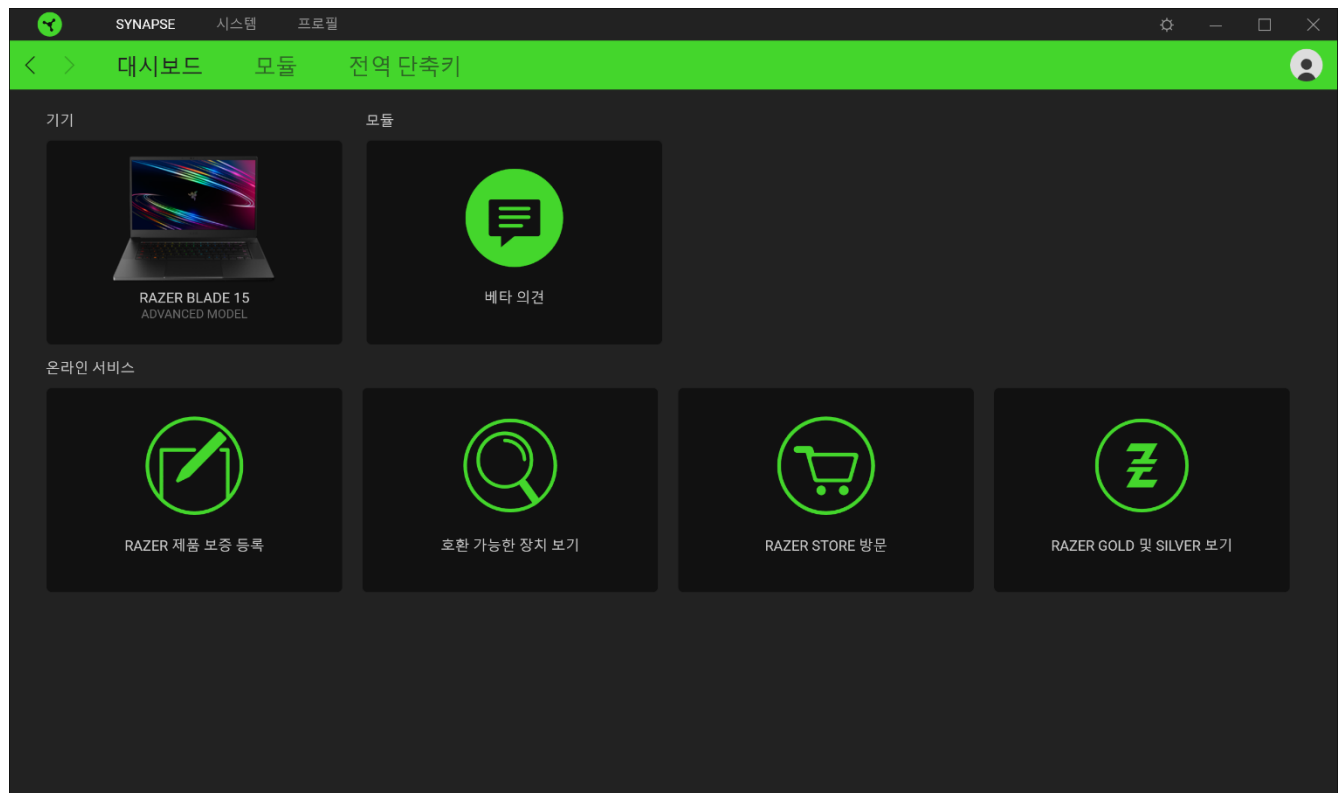 SYNAPSE 시스템 프로필
대시보드 모듈 전역 단축키
기기 모듈
RAZER BLADE 15
ADVANCED MODEL
베타 의견
온라인 서비스
RAZER 제품 보증 등록
호환 가능한 장치 보기
RAZER STORE 방문
RAZER GOLD 및 SILVER 보기